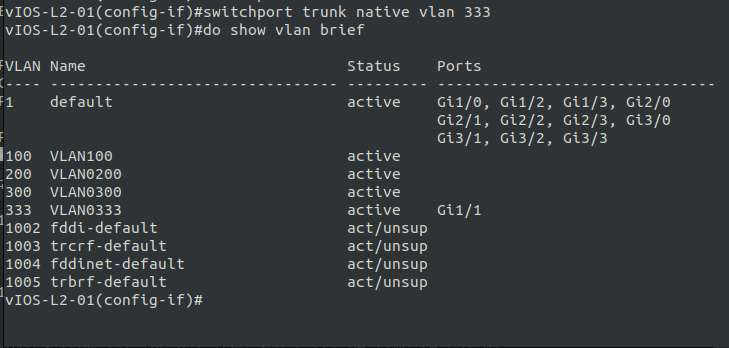 vIOS-L2-01(config-if)#switchport trunk native vlan 333
vIOS-L2-01(config-if)#do show vlan brief
VLAN Name                             Status    Ports
---- -------------------------------- --------- -------------------------------
1    default                          active    Gi1/0, Gi1/2, Gi1/3, Gi2/0
                                                Gi2/1, Gi2/2, Gi2/3, Gi3/0
                                                Gi3/1, Gi3/2, Gi3/3
100  VLAN100                          active
200  VLAN0200                         active
300  VLAN0300                         active
333  VLAN0333                         active    Gi1/1
1002 fddi-default                     act/unsup
1003 trcrf-default                    act/unsup
1004 fddinet-default                  act/unsup
1005 trbrf-default                    act/unsup
vIOS-L2-01(config-if)#